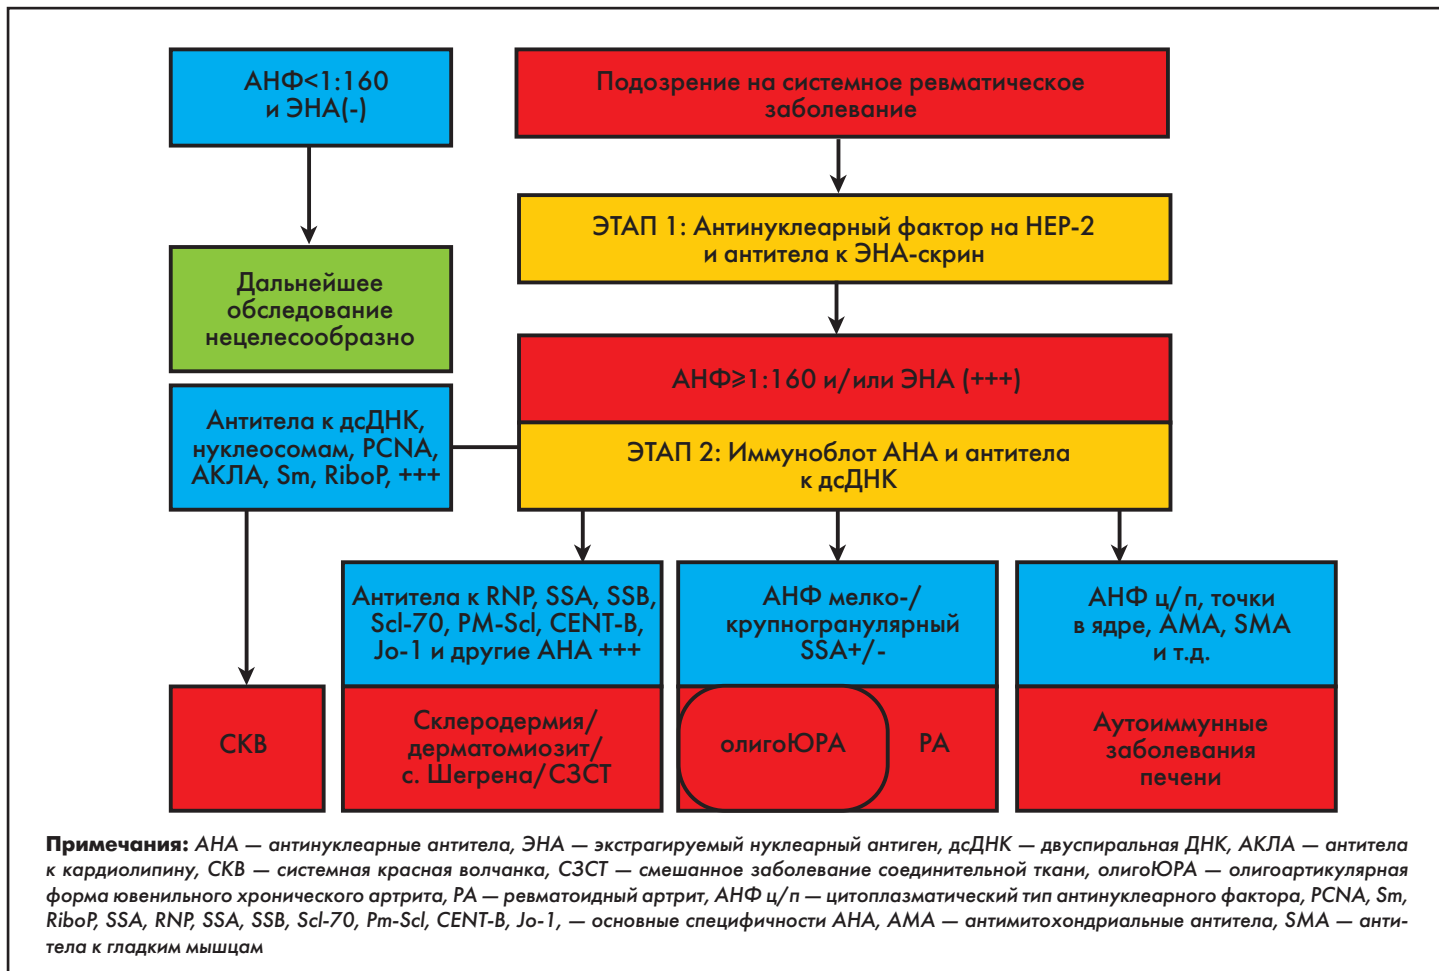 АНФ<1:160
и ЭНА(-)
Подозрение на системное ревматическое
заболевание
ЭТАП 1: Антинуклеарный фактор на HEP-2
и антитела к ЭНА-скрин
Дальнейшее
обследование
нецелесообразно
АНФ≥1:160 и/или ЭНА (+++)
Антитела к дсДНК,
нуклеосомам, PCNA,
АКЛА, Sm, RiboP, +++
ЭТАП 2: Иммуноблот АНА и антитела
к дсДНК
Антитела к RNP, SSA, SSB,
Scl-70, PM-Scl, CENT-B,
Jo-1 и другие АНА +++
АНФ мелко-/
крупногранулярный
SSA+/-
АНФ ц/п, точки
в ядре, АМА, SMA
и т.д.
СКВ
Склеродермия/
дерматомиозит/
с. Шегрена/СЗСТ
олигоЮРА
РА
Аутоиммунные
заболевания
печени
Примечания: АНА — антинуклеарные антитела, ЭНА — экстрагируемый нуклеарный антиген, дсДНК — двуспиральная ДНК, АКЛА — антитела
к кардиолипину, СКВ — системная красная волчанка, СЗСТ — смешанное заболевание соединительной ткани, олигоЮРА — олигоартикулярная
форма ювенильного хронического артрита, РА — ревматоидный артрит, АНФ ц/п — цитоплазматический тип антинуклеарного фактора, PCNA, Sm,
RiboP, SSA, RNP, SSA, SSB, Scl-70, Pm-Scl, CENT-B, Jo-1, — основные специфичности АНА, АМА — антимитохондриальные антитела, SMA — анти-
тела к гладким мышцам